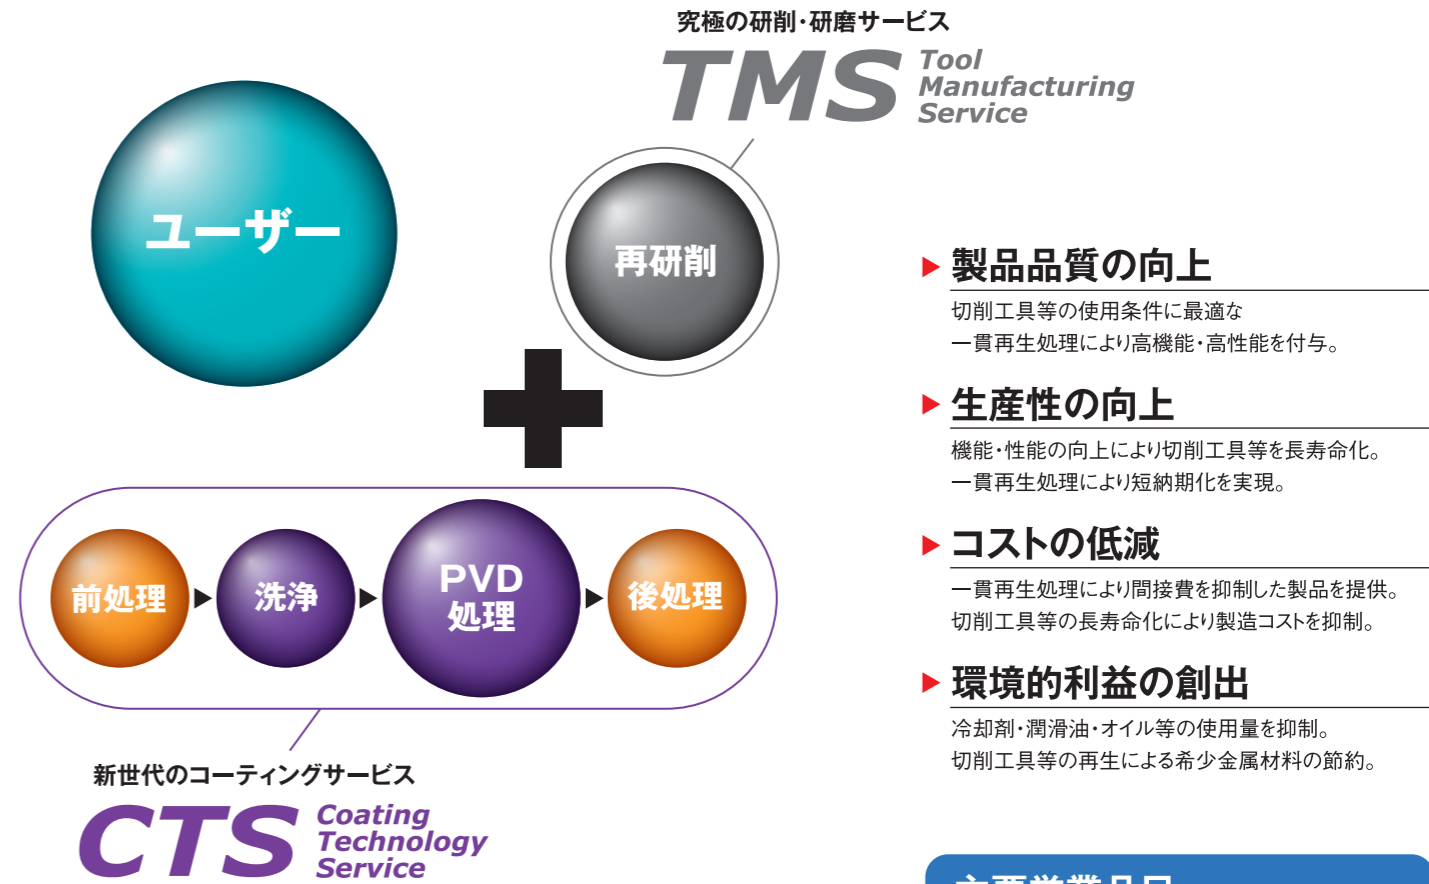 究極の研削・研磨サービス
TMS
Tool
Manufacturing
Service
ユーザー
再研削
前処理
洗浄
PVD
処理
後処理
新世代のコーティングサービス
CTS
Coating
Technology
Service
製品品質の向上
切削工具等の使用条件に最適な
一貫再生処理により高機能・高性能を付与。
生産性の向上
機能・性能の向上により切削工具等を長寿命化。
一貫再生処理により短納期化を実現。
コストの低減
一貫再生処理により間接費を抑制した製品を提供。
切削工具等の長寿命化により製造コストを抑制。
環境的利益の創出
冷却剤・潤滑油・オイル等の使用量を抑制。
切削工具等の再生による希少金属材料の節約。
主要営業品目